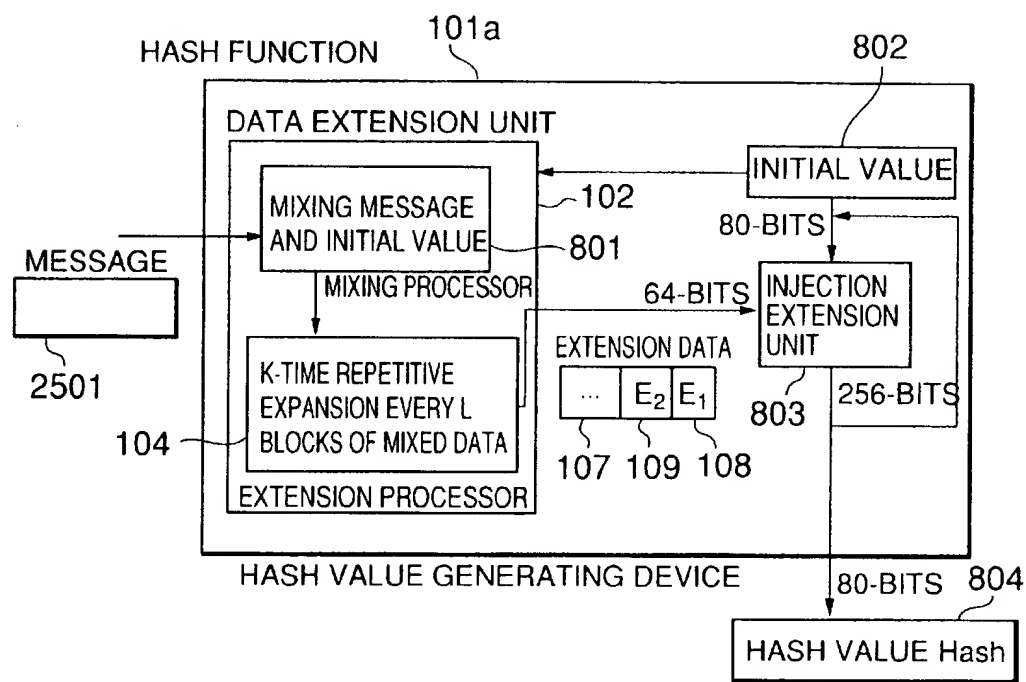 101a
HASH FUNCTION
802
DATA EXTENSION UNIT
INITIAL VALUE
MIXING MESSAGE
AND INITIAL VALUE
102
801
80-BITS
MESSAGE
MIXING PROCESSOR
64-BITS
INJECTION
EXTENSION
UNIT
2501
EXTENSION DATA
K-TIME REPETITIVE
EXPANSION EVERY L
BLOCKS OF MIXED DATA
... E2 E1
803
256-BITS
104
107 109 108
EXTENSION PROCESSOR
HASH VALUE GENERATING DEVICE
80-BITS
804
HASH VALUE Hash